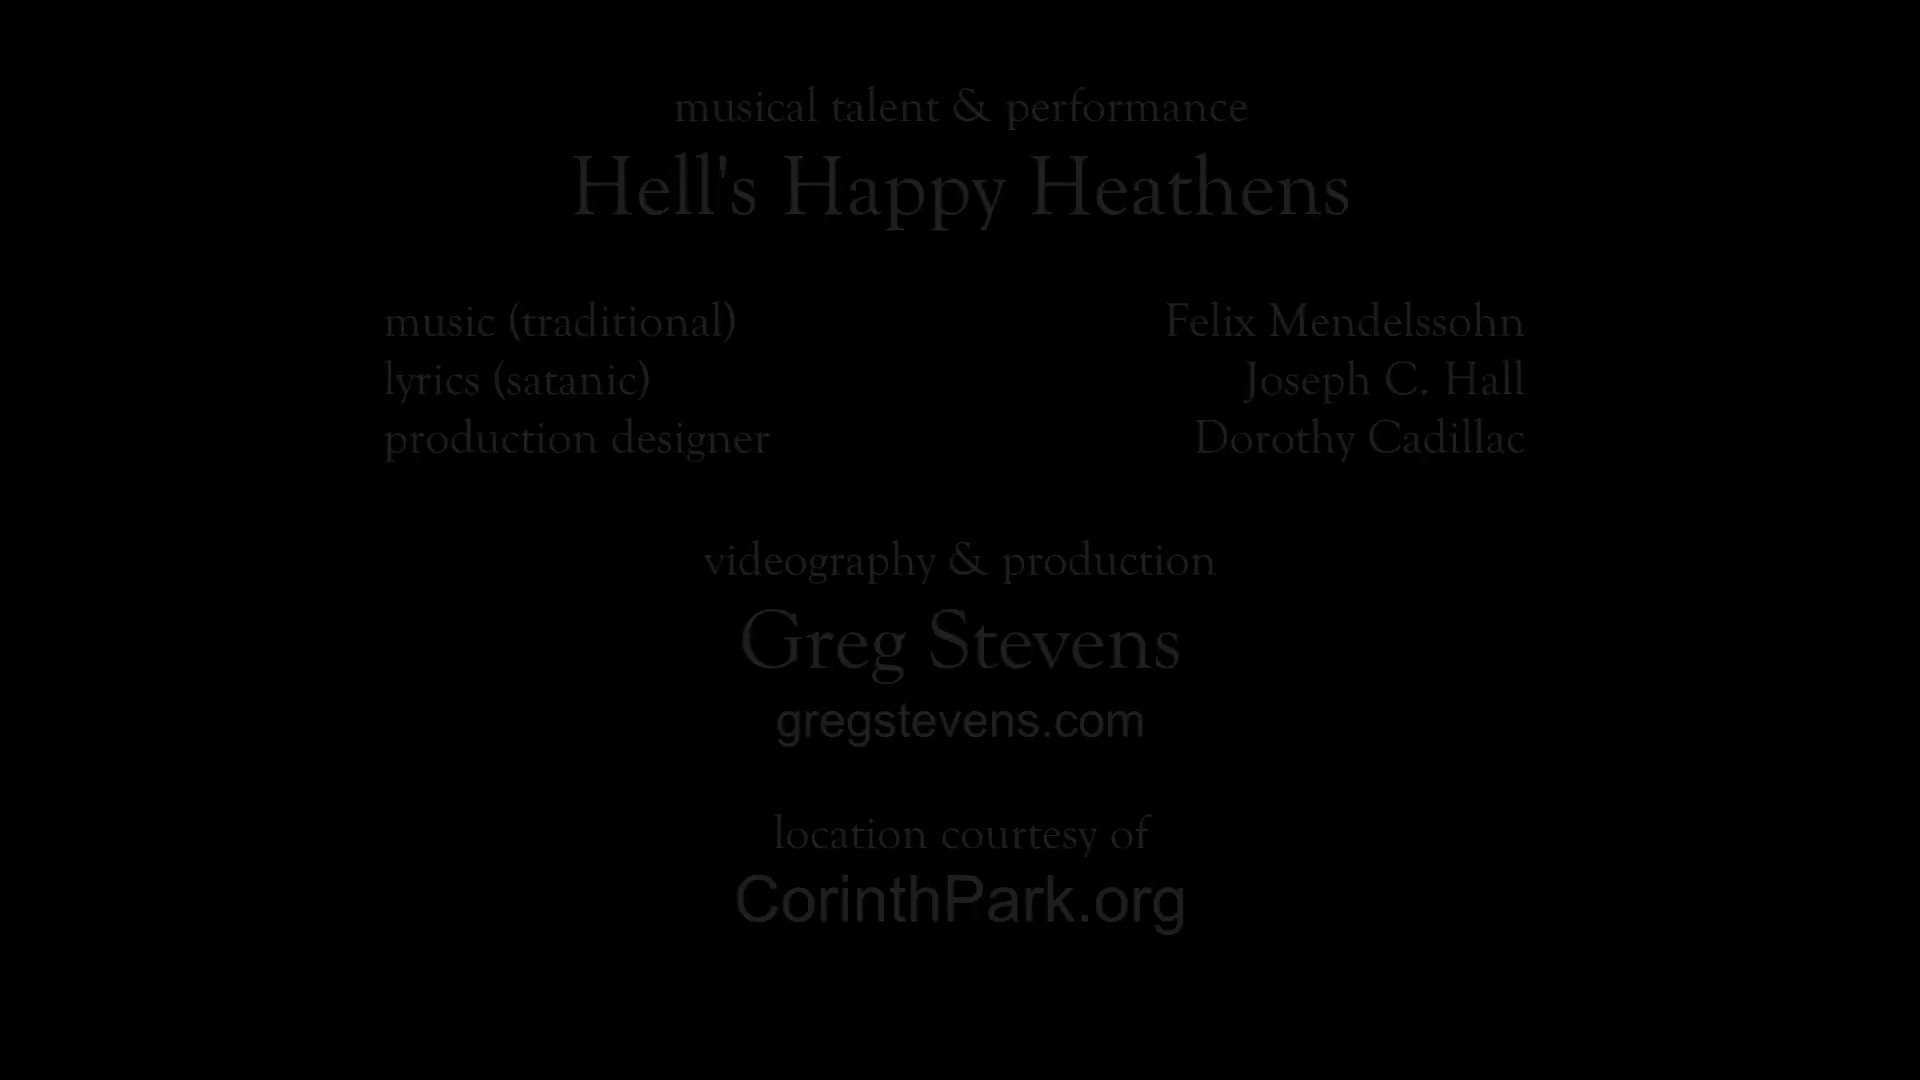 musical talent & performance
Hell's Happy Heathens
music (traditional) Felix Mendelssohn
lyrics (satanic) Joseph C. Hall
production designer Dorothy Cadillac
videography & production
Greg Stevens
gregstevens.com
location courtesy of
CorinthPark.org